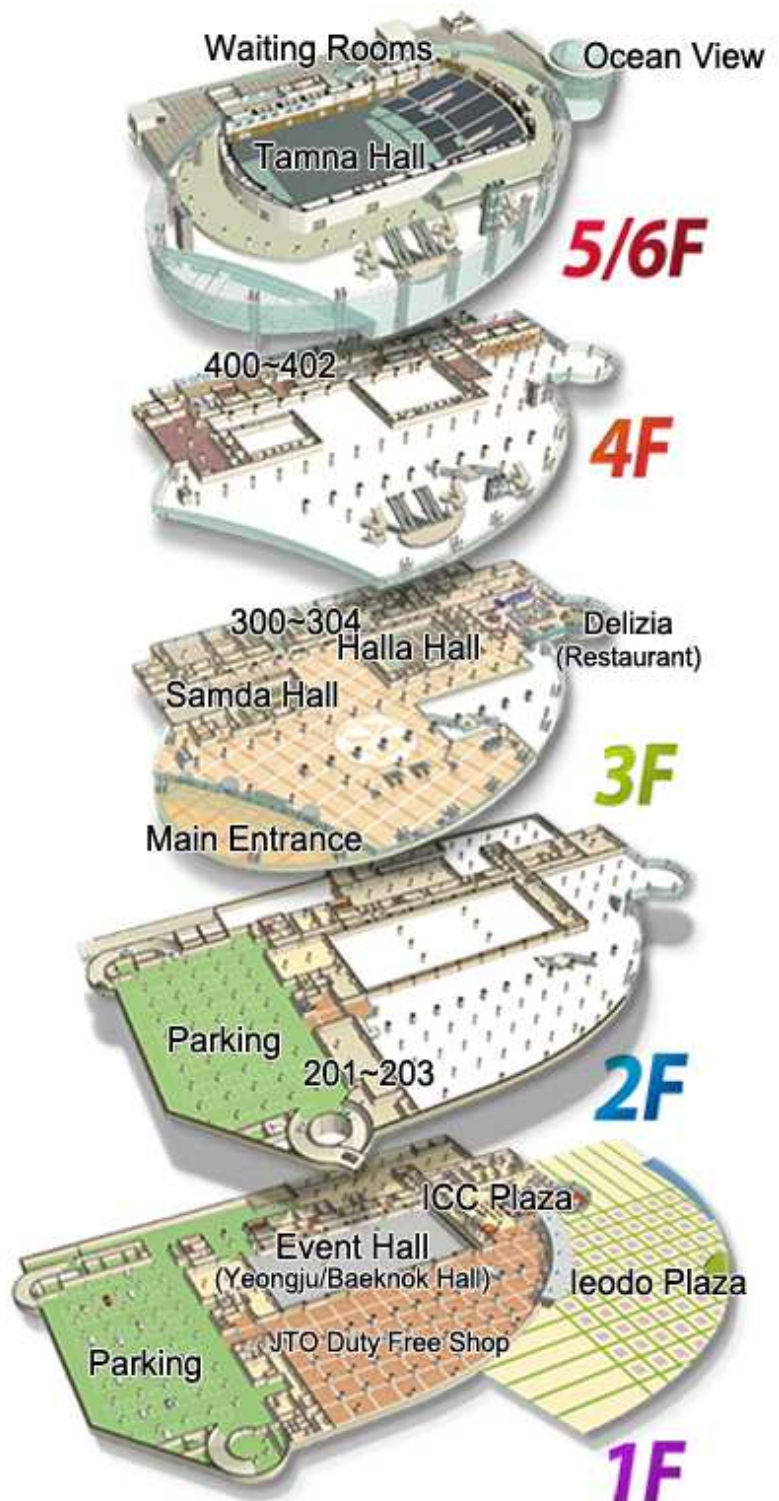 Waiting Rooms
Ocean View
Tamna Hall
5/6F
400~402
4F
300~304
Halla Hall
Delizia
(Restaurant)
Samda Hall
3F
Main Entrance
Parking
201~203
2F
ICC Plaza
Event Hall
(Yeongju/Baeknok Hall)
Ieodo Plaza
JTO Duty Free Shop
Parking
1F